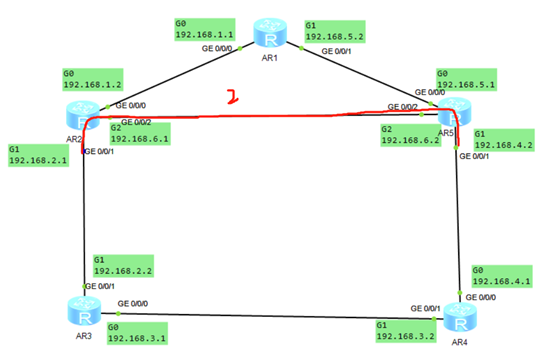 G0
192.168.1.1
GE 0/0/0
R
AR1
G1
192.168.5.2
GE 0/0/1
G0
192.168.1.2
GE 0/0/0
2
GE 0/0/0
G0
192.168.5.1
R
AR2
GE 0/0/2
G2
192.168.6.1
GE 0/0/2
G2
192.168.6.2
R
AR5
G1
192.168.4.2
GE 0/0/1
G1
192.168.2.1
GE 0/0/1
G1
192.168.2.2
GE 0/0/1
G0
192.168.4.1
R
AR3
GE 0/0/0
G0
192.168.3.1
GE 0/0/1
G1
192.168.3.2
GE 0/0/0
R
AR4